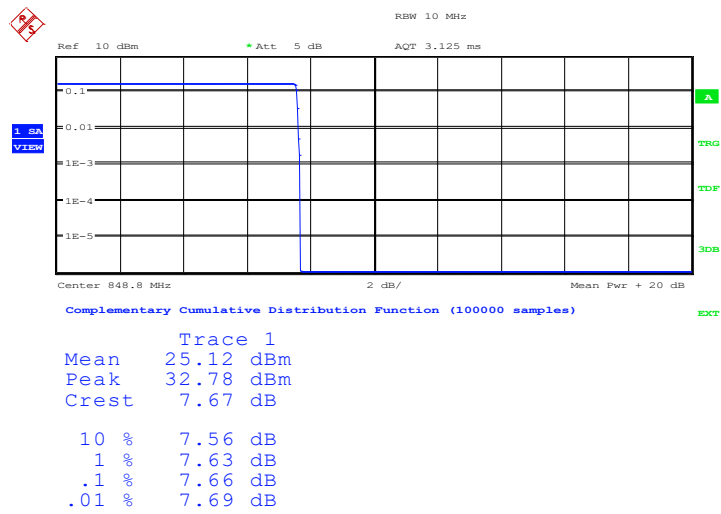 R S
RBW 10 MHz
Ref 10 dBm * Att 5 dB AQT 3.125 ms
0.1
A
0.01
1 SA
VIEW
TRG
1E-3
TDF
1E-4
1E-5
3DB
Center 848.8 MHz 2 dB/ Mean Pwr + 20 dB
Complementary Cumulative Distribution Function (100000 samples)
EXT
Trace 1
Mean 25.12 dBm
Peak 32.78 dBm
Crest 7.67 dB
10 % 7.56 dB
1 % 7.63 dB
.1 % 7.66 dB
.01 % 7.69 dB